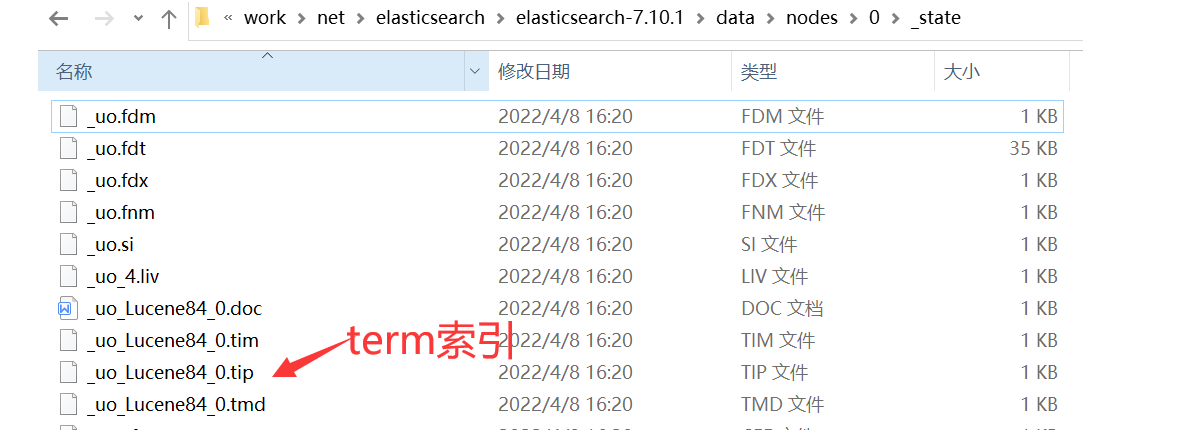 « work › net › elasticsearch › elasticsearch-7.10.1 › data › nodes › 0 › _state
名称 修改日期 类型 大小
_uo.fdm 2022/4/8 16:20 FDM 文件 1 KB
_uo.fdt 2022/4/8 16:20 FDT 文件 35 KB
_uo.fdx 2022/4/8 16:20 FDX 文件 1 KB
_uo.fnm 2022/4/8 16:20 FNM 文件 1 KB
_uo.si 2022/4/8 16:20 SI 文件 1 KB
_uo_4.liv 2022/4/8 16:20 LIV 文件 1 KB
_uo_Lucene84_0.doc 2022/4/8 16:20 DOC 文档 1 KB
_uo_Lucene84_0.tim 2022/4/8 16:20 TIM 文件 1 KB
term索引
_uo_Lucene84_0.tip 2022/4/8 16:20 TIP 文件 1 KB
_uo_Lucene84_0.tmd 2022/4/8 16:20 TMD 文件 1 KB